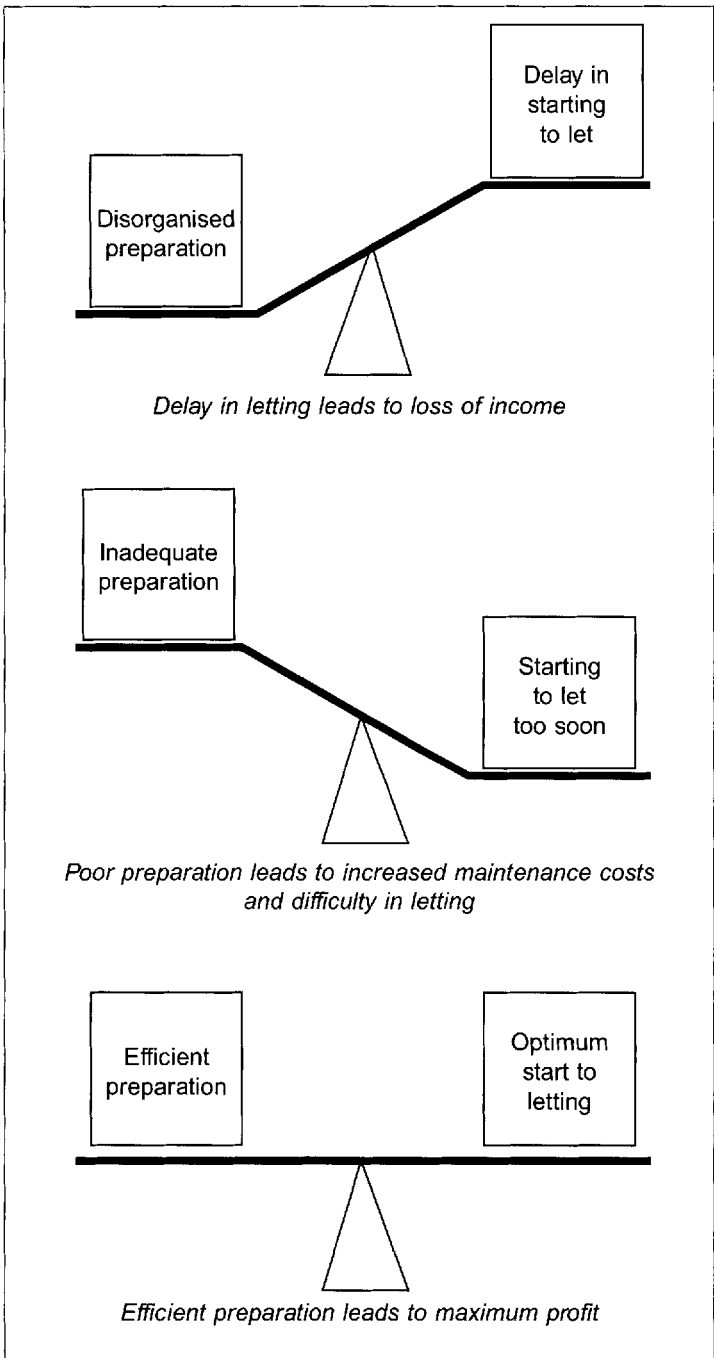 Delay in
starting
to let
Disorganised
preparation
Delay in letting leads to loss of income
Inadequate
preparation
Starting
to let
too soon
Poor preparation leads to increased maintenance costs
and difficulty in letting
Efficient
preparation
Optimum
start to
letting
Efficient preparation leads to maximum profit